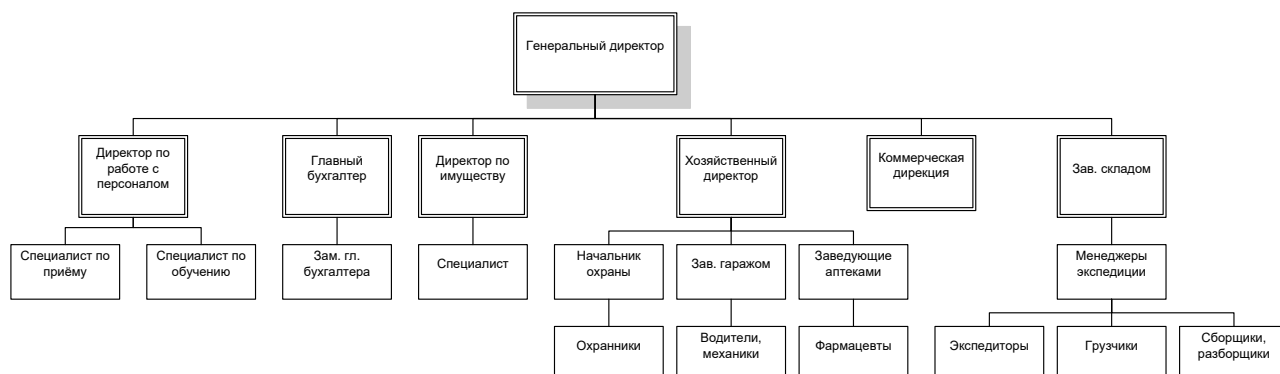 Генеральный директор
Директор по
работе с
персоналом
Главный
бухгалтер
Директор по
имуществу
Хозяйственный
директор
Коммерческая
дирекция
Зав. складом
Специалист по
приёму
Специалист по
обучению
Зам. гл.
бухгалтера
Специалист
Начальник
охраны
Зав. гаражом
Заведующие
аптеками
Менеджеры
экспедиции
Охранники
Водители,
механики
Фармацевты
Экспедиторы
Грузчики
Сборщики,
разборщики